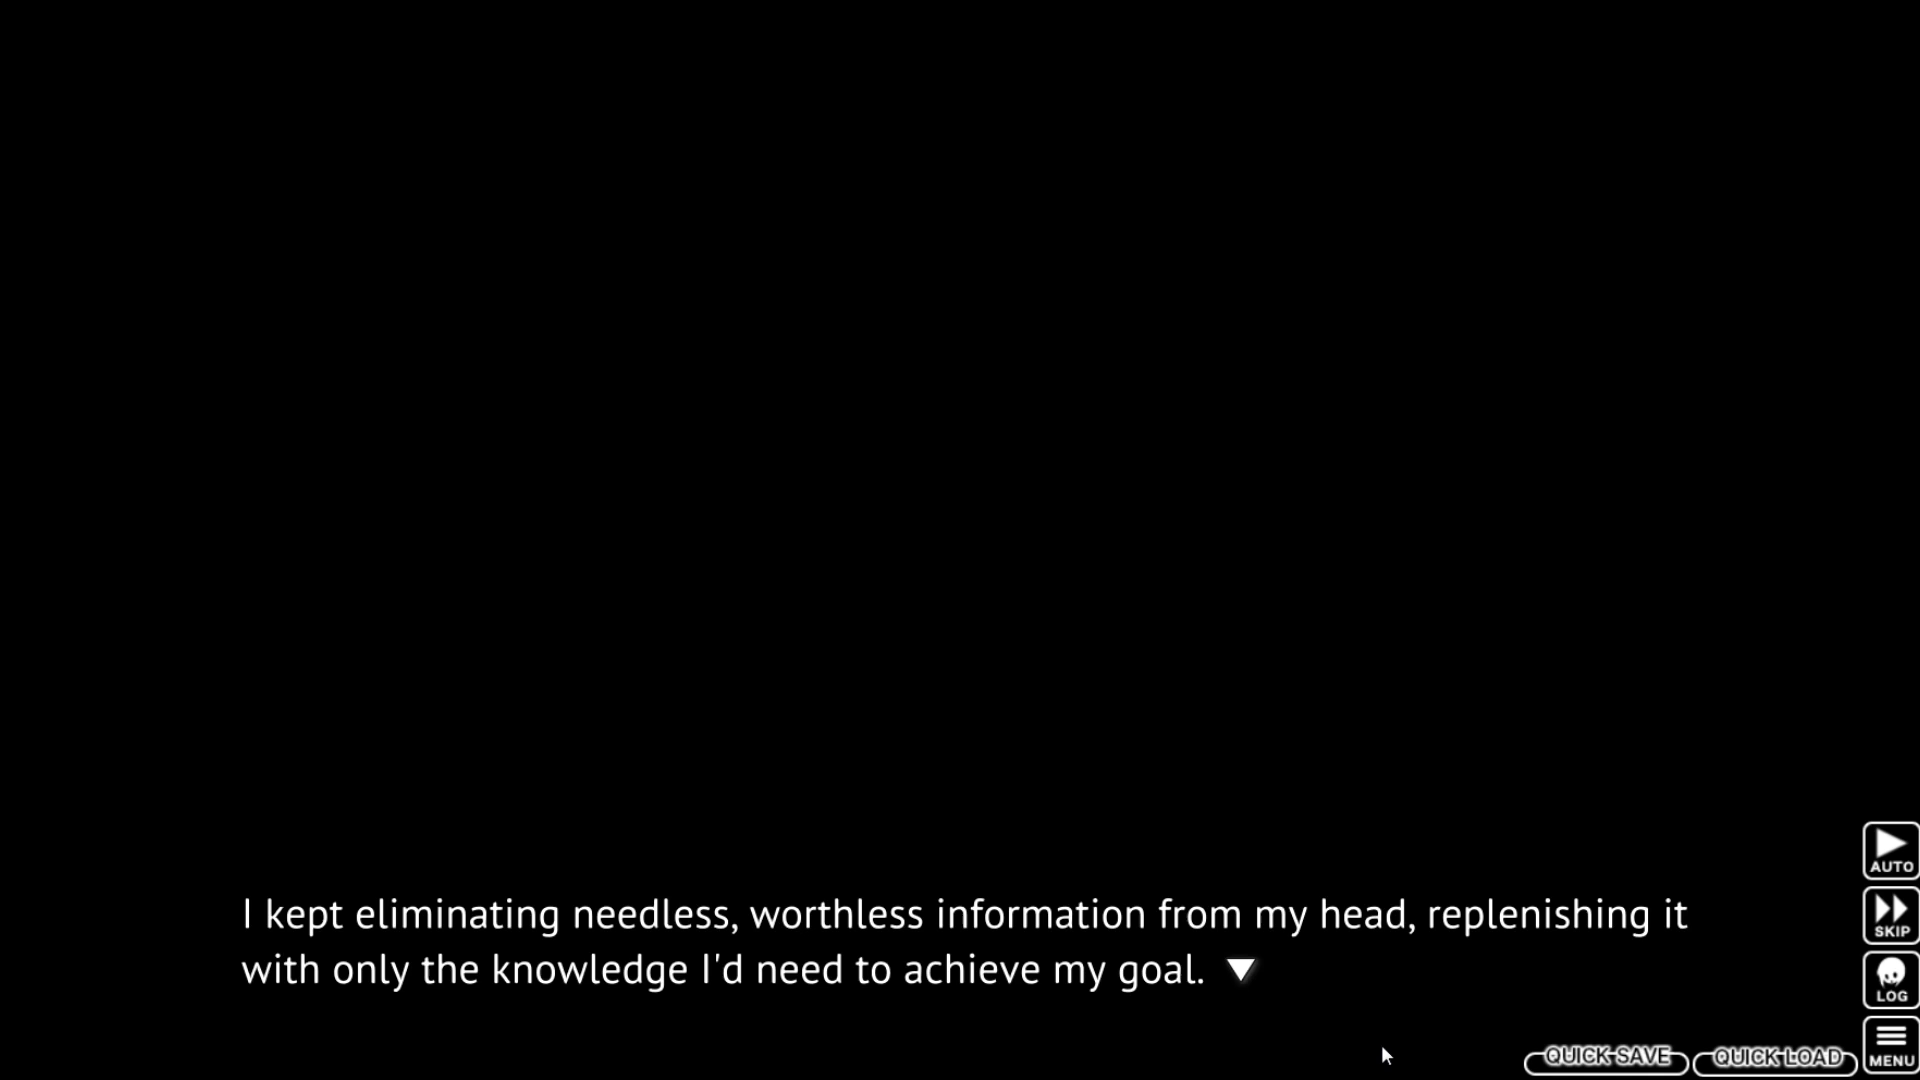 I kept eliminating needless, worthless information from my head, replenishing it
with only the knowledge I'd need to achieve my goal.
AUTO
SKIP
LOG
MENU
QUICK SAVE
QUICK LOAD